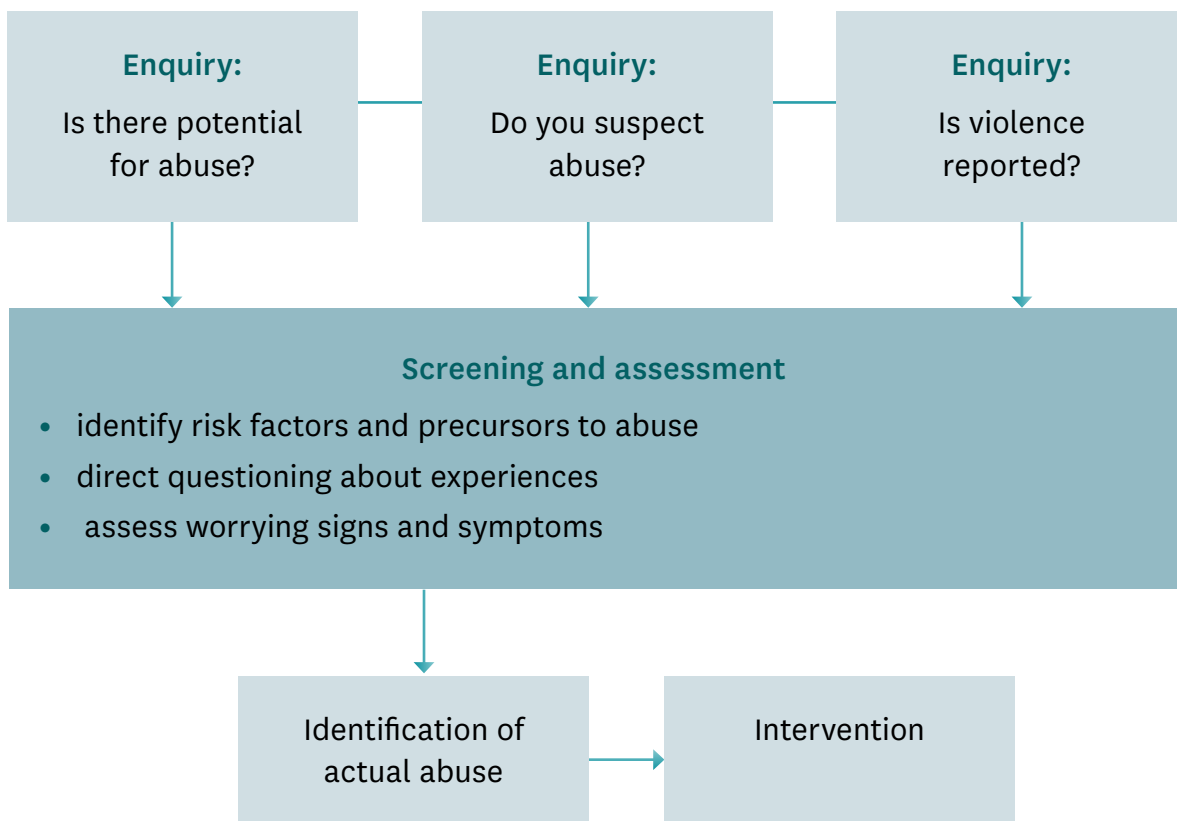 Enquiry:
Is there potential
for abuse?
Enquiry:
Do you suspect
abuse?
Enquiry:
Is violence
reported?
Screening and assessment
• identify risk factors and precursors to abuse
• direct questioning about experiences
• assess worrying signs and symptoms
Identification of
actual abuse
Intervention